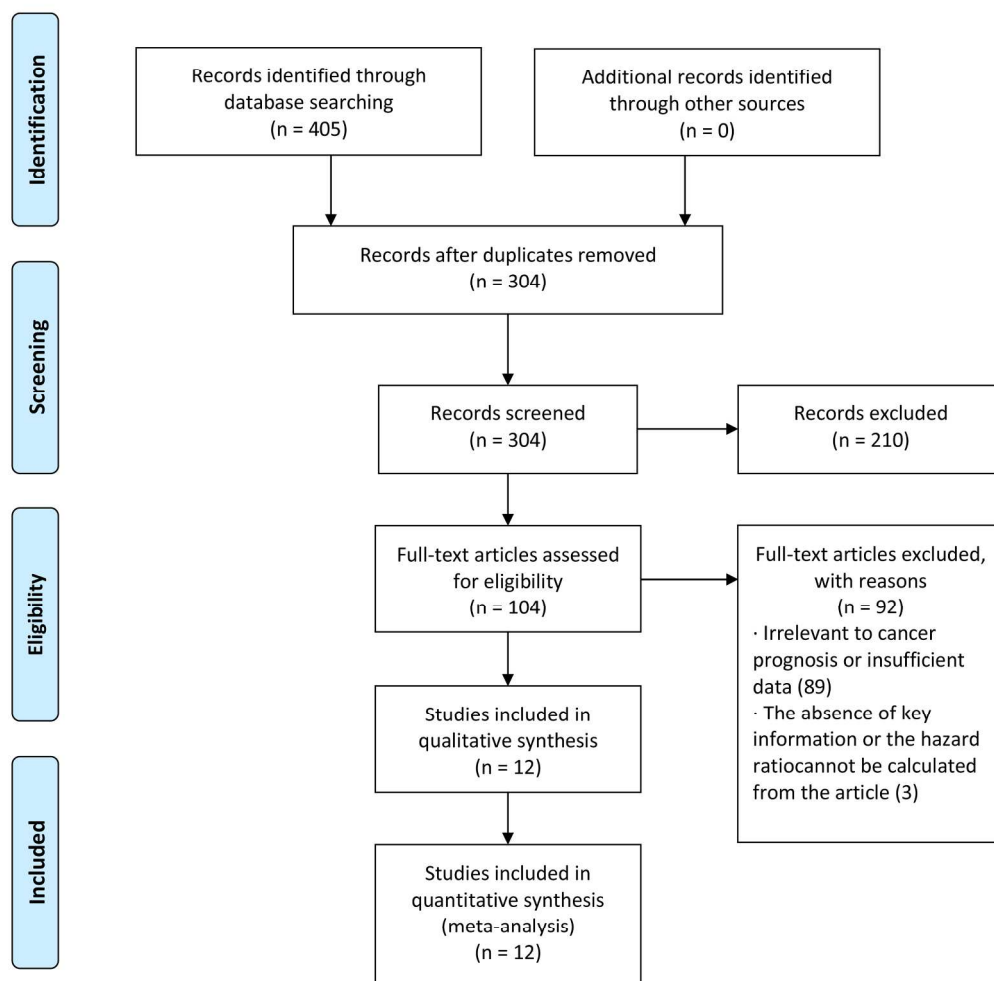 Identification
Records identified through
database searching
(n = 405)
Additional records identified
through other sources
(n = 0)
Records after duplicates removed
(n = 304)
Screening
Records screened
(n = 304)
Records excluded
(n = 210)
Eligibility
Full-text articles assessed
for eligibility
(n = 104)
Full-text articles excluded,
with reasons
(n = 92)
· Irrelevant to cancer
prognosis or insufficient
data (89)
· The absence of key
information or the hazard
ratiocannot be calculated
from the article (3)
Studies included in
qualitative synthesis
(n = 12)
Included
Studies included in
quantitative synthesis
(meta-analysis)
(n = 12)